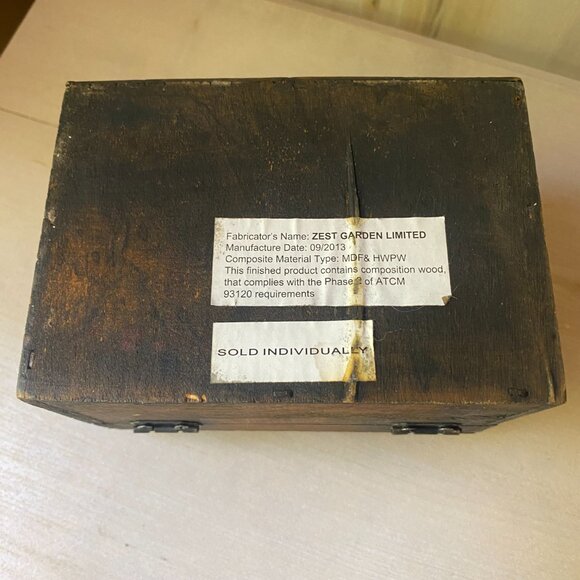 Fabricator's Name: ZEST GARDEN LIMITED
Manufacture Date: 09/2013
Composite Material Type: MDF& HWPW
This finished product contains composition wood,
that complies with the Phase 2 of ATCM
93120 requirements
SOLD INDIVIDUALLY